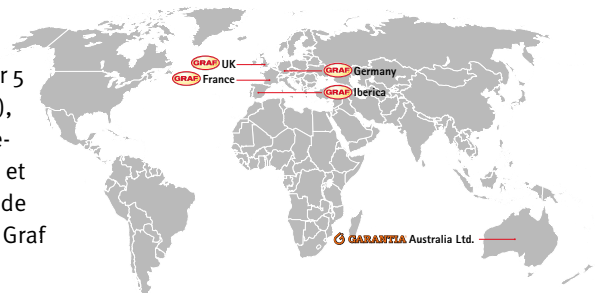 r 5
),
e-
et
de
Graf
GRAF UK
GRAF France
GRAF Germany
GRAF Iberica
GARANTIA Australia Ltd.